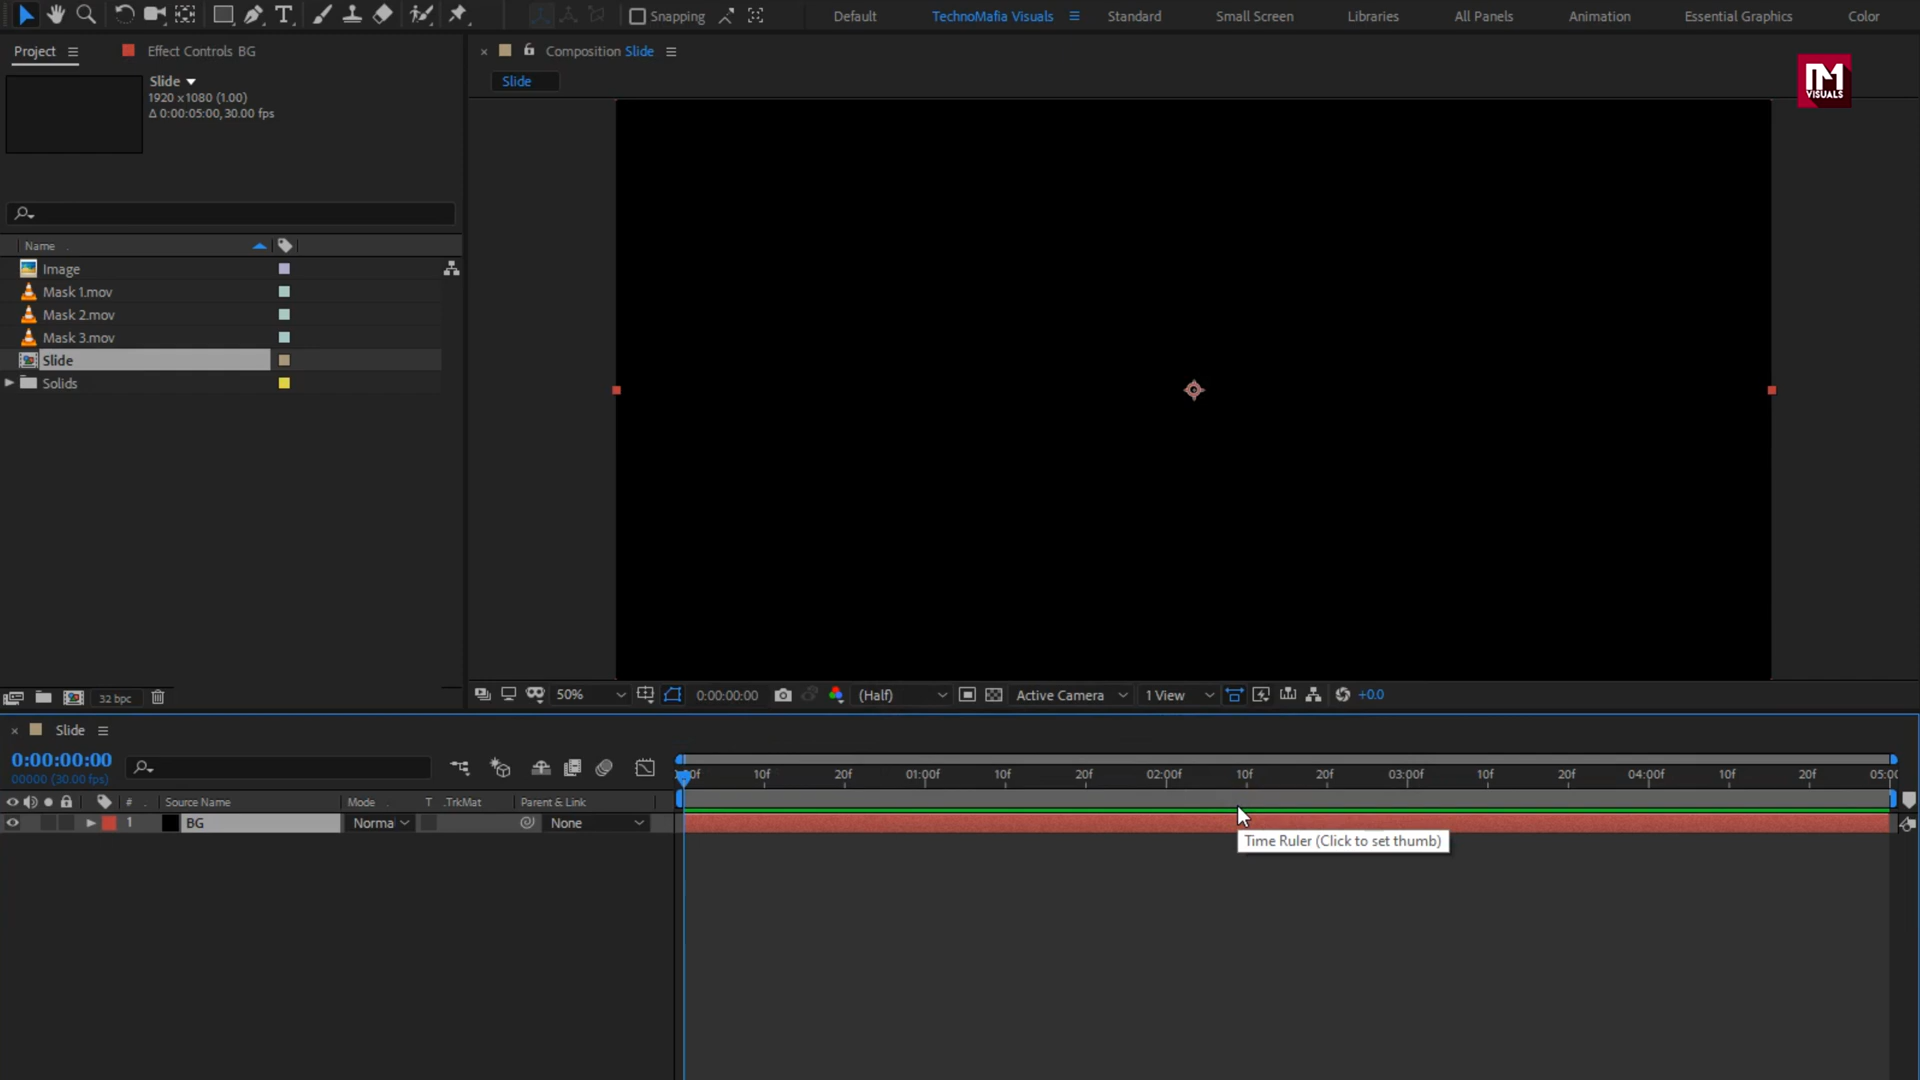 Snapping
Default
TechnoMafia Visuals
Standard
Small Screen
Libraries
All Panels
Animation
Essential Graphics
Color
Project
Effect Controls BG
Composition Slide
Slide
1920 x1080 (1.00)
Δ 0:00:05:00, 30.00 fps
Slide
VISUALS
Name
Image
Mask 1.mov
Mask 2.mov
Mask 3.mov
Slide
Solids
32 bpc
50%
0:00:00:00
(Half)
Active Camera
1 View
+0.0
Slide
0:00:00:00
00000 (30.00 fps)
10f
20f
01:00f
10f
20f
02:00f
10f
20f
03:00f
10f
20f
04:00f
10f
20f
# . Source Name
Mode
T .TrkMat
Parent & Link
1
BG
Norma
None
Time Ruler (Click to set thumb)